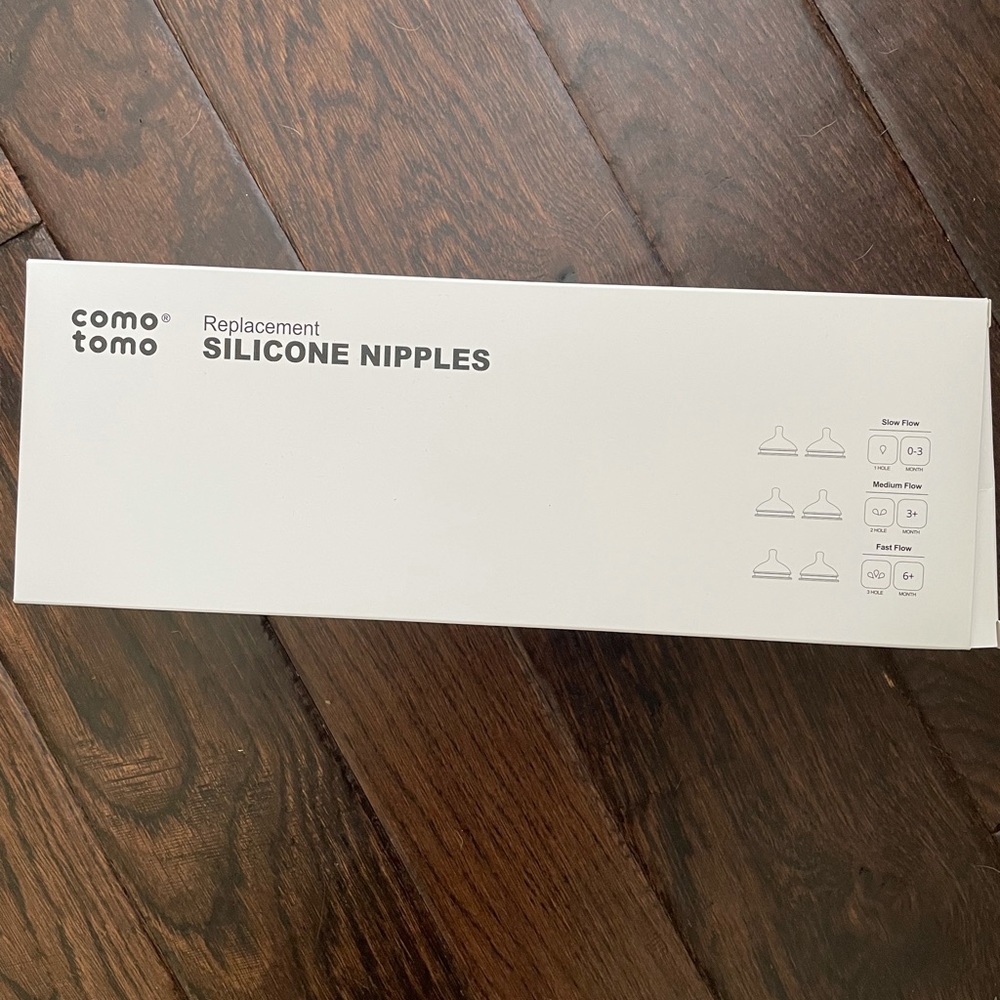 como®
tomo
Replacement
SILICONE NIPPLES
Slow Flow
0-3
1 HOLE MONTH
Medium Flow
3+
2 HOLE MONTH
Fast Flow
6+
3 HOLE MONTH